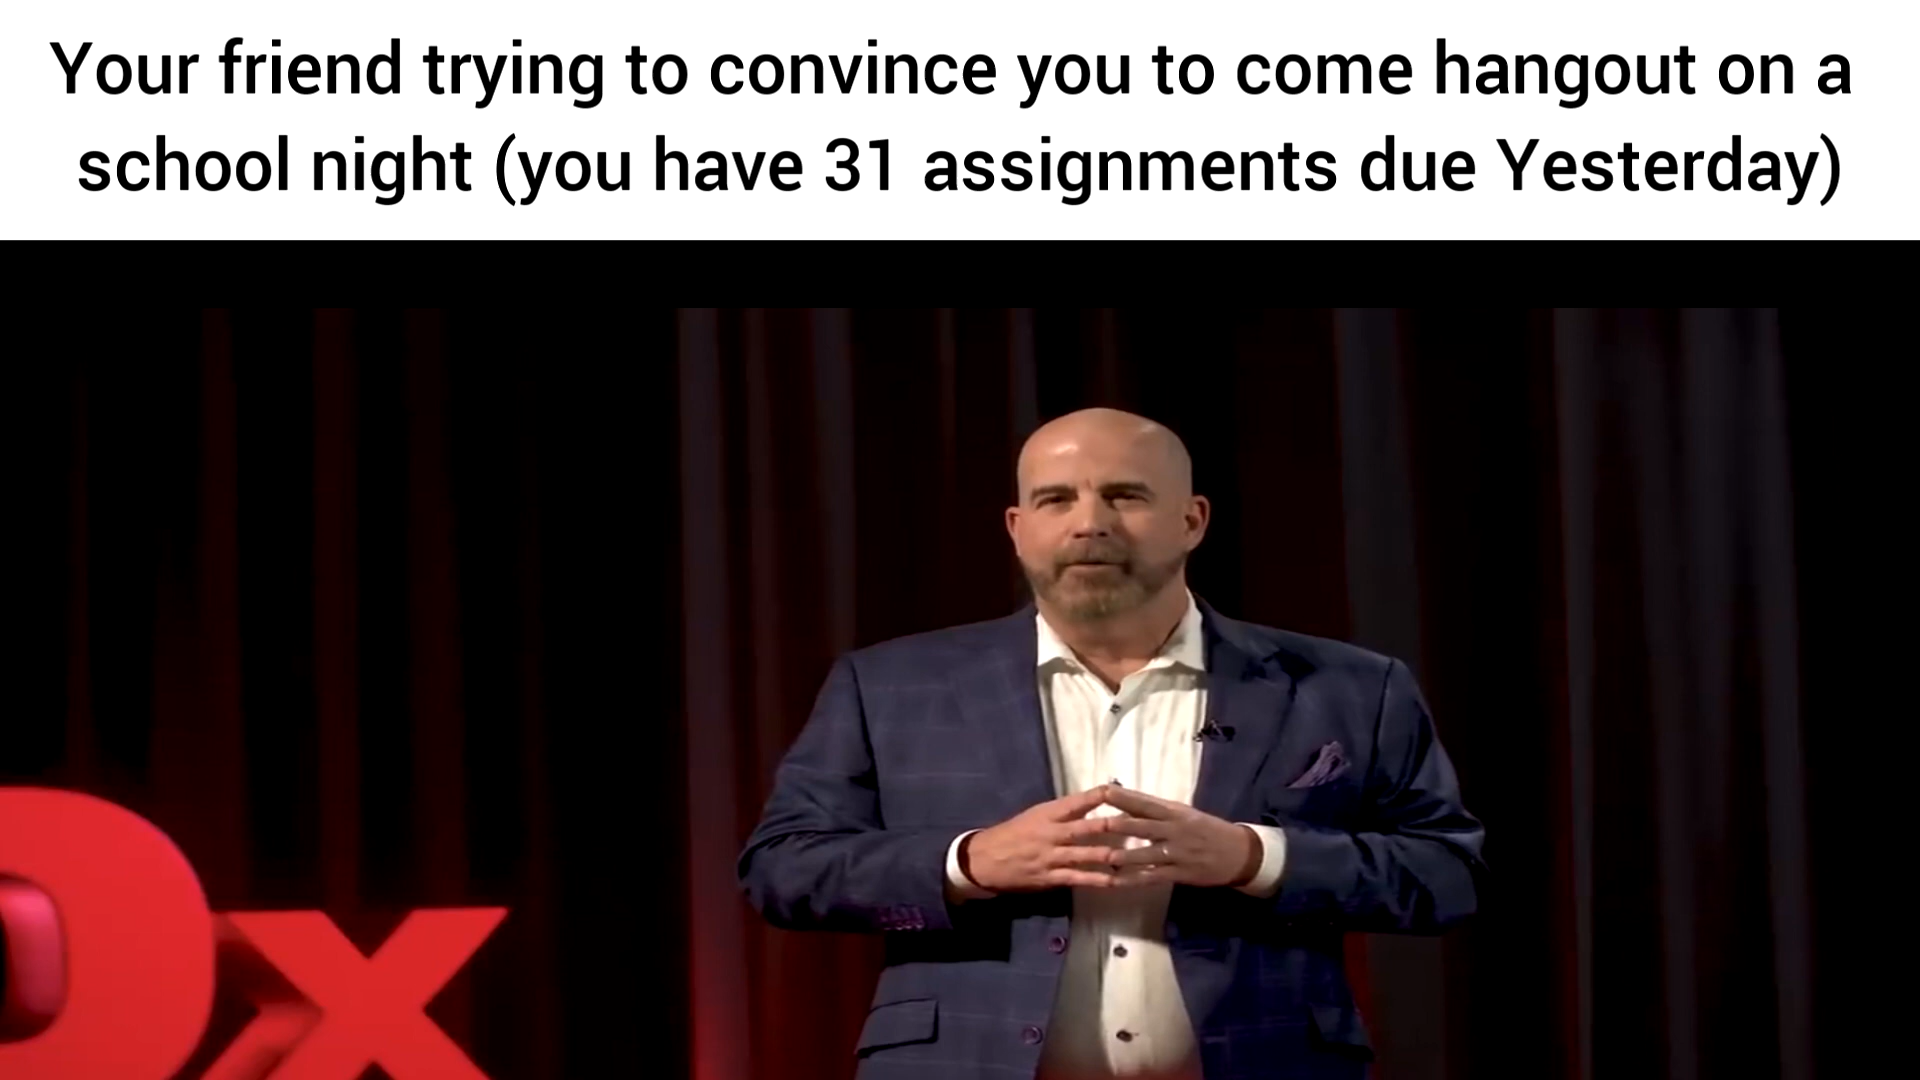 Your friend trying to convince you to come hangout on a
school night (you have 31 assignments due Yesterday)
Dx